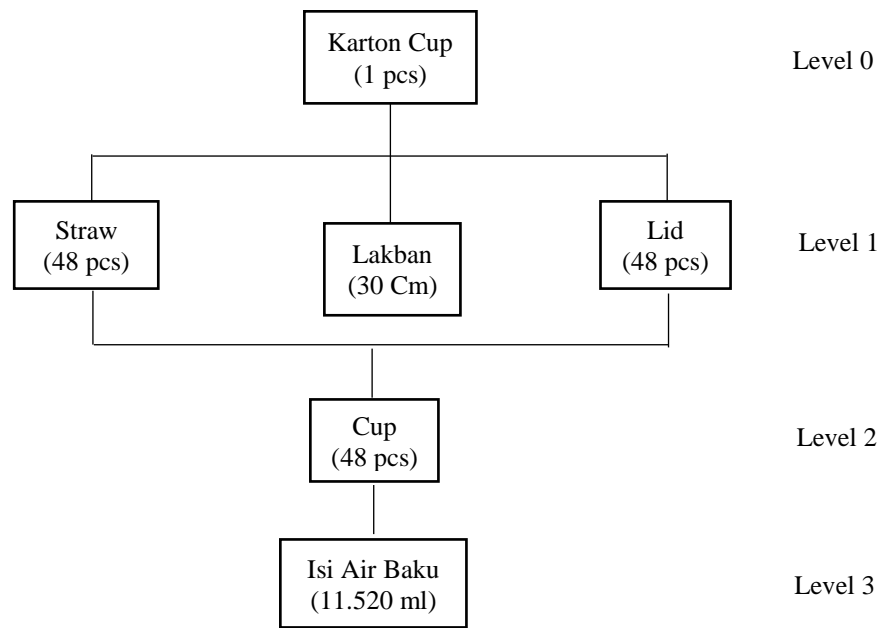 Karton Cup
(1 pcs)
Level 0
Straw
(48 pcs)
Lakban
(30 Cm)
Lid
(48 pcs)
Level 1
Cup
(48 pcs)
Level 2
Isi Air Baku
(11.520 ml)
Level 3